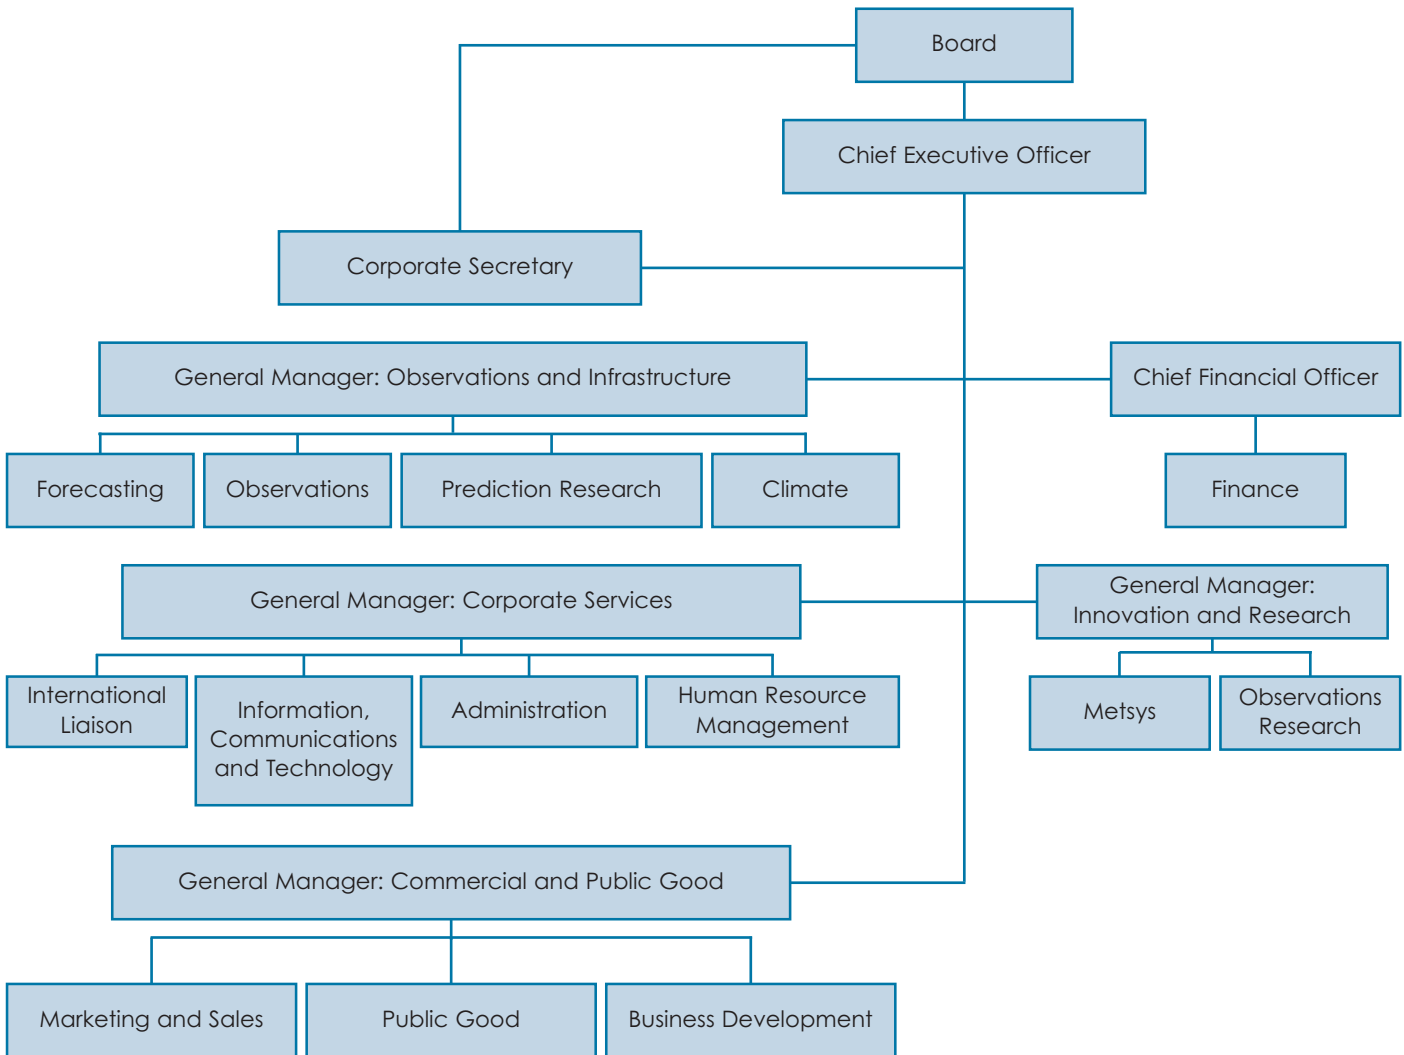 Board
Chief Executive Officer
Corporate Secretary
General Manager: Observations and Infrastructure
Chief Financial Officer
Forecasting
Observations
Prediction Research
Climate
Finance
General Manager: Corporate Services
General Manager:
Innovation and Research
International
Liaison
Information,
Communications
and Technology
Administration
Human Resource
Management
Metsys
Observations
Research
General Manager: Commercial and Public Good
Marketing and Sales
Public Good
Business Development